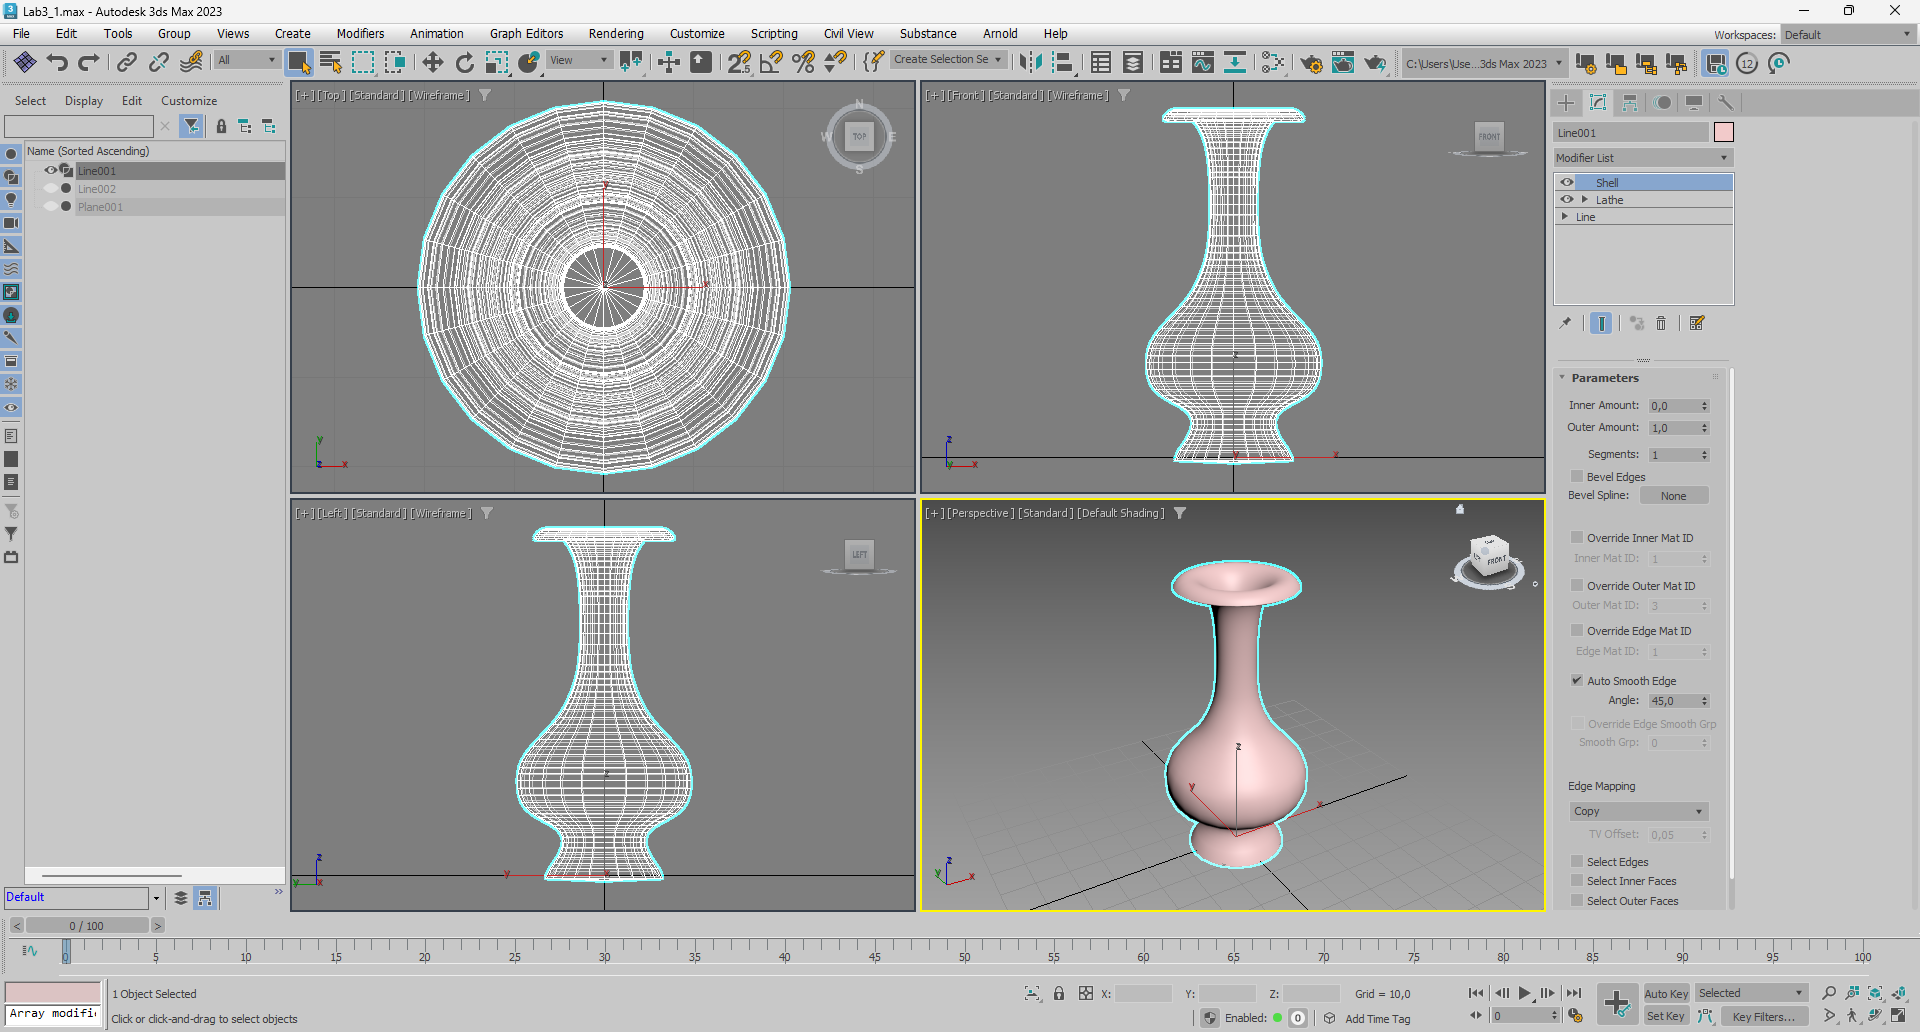 Lab3_1.max - Autodesk 3ds Max 2023
File Edit Tools Group Views Create Modifiers Animation Graph Editors Rendering Customize Scripting Civil View Substance Arnold Help
Workspaces: Default
All
View
Create Selection Se
C:\Users\Use...3ds Max 2023
12
Select Display Edit Customize
Name (Sorted Ascending)
Line001
Line002
Plane001
Default
[+] [Top] [Standard] [Wireframe]
N
W TOP E
S
y
x
y
z x
[+] [Front] [Standard] [Wireframe]
FRONT
z
y x
z
y x
[+] [Left] [Standard] [Wireframe]
LEFT
z
y x
z
y x
[+] [Perspective] [Standard] [Default Shading]
FRONT
z
y x
z
y x
Line001
Modifier List
Shell
Lathe
Line
Parameters
Inner Amount: 0,0
Outer Amount: 1,0
Segments: 1
Bevel Edges
Bevel Spline: None
Override Inner Mat ID
Inner Mat ID: 1
Override Outer Mat ID
Outer Mat ID: 3
Override Edge Mat ID
Edge Mat ID: 1
Auto Smooth Edge
Angle: 45,0
Override Edge Smooth Grp
Smooth Grp: 0
Edge Mapping
Copy
TV Offset: 0,05
Select Edges
Select Inner Faces
Select Outer Faces
< 0 / 100 >
0 5 10 15 20 25 30 35 40 45 50 55 60 65 70 75 80 85 90 95 100
1 Object Selected
X: Y: Z: Grid = 10,0
Auto Key Selected
Array modifi
Click or click-and-drag to select objects
Enabled: 0 Add Time Tag
0
Set Key Key Filters...